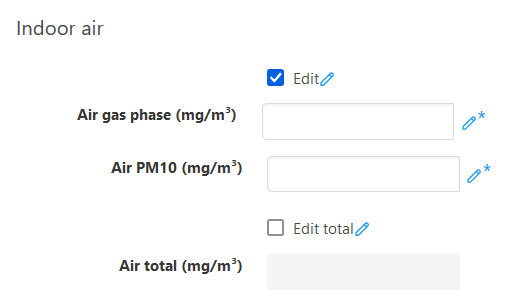 Indoor air
Edit
Air gas phase (mg/m³) *
Air PM10 (mg/m³) *
Edit total
Air total (mg/m³)